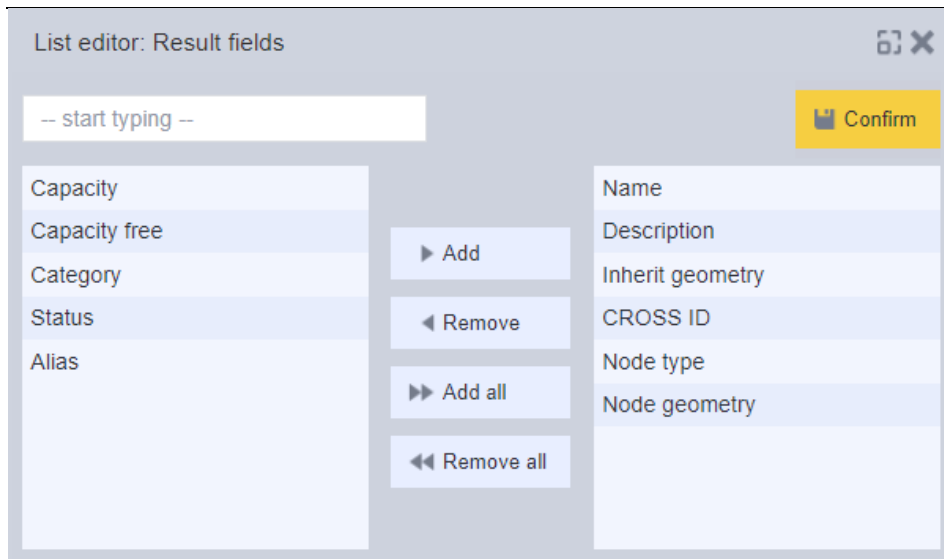 List editor: Result fields
-- start typing --
Confirm
Capacity
Capacity free
Category
Status
Alias
Add
Remove
Add all
Remove all
Name
Description
Inherit geometry
CROSS ID
Node type
Node geometry